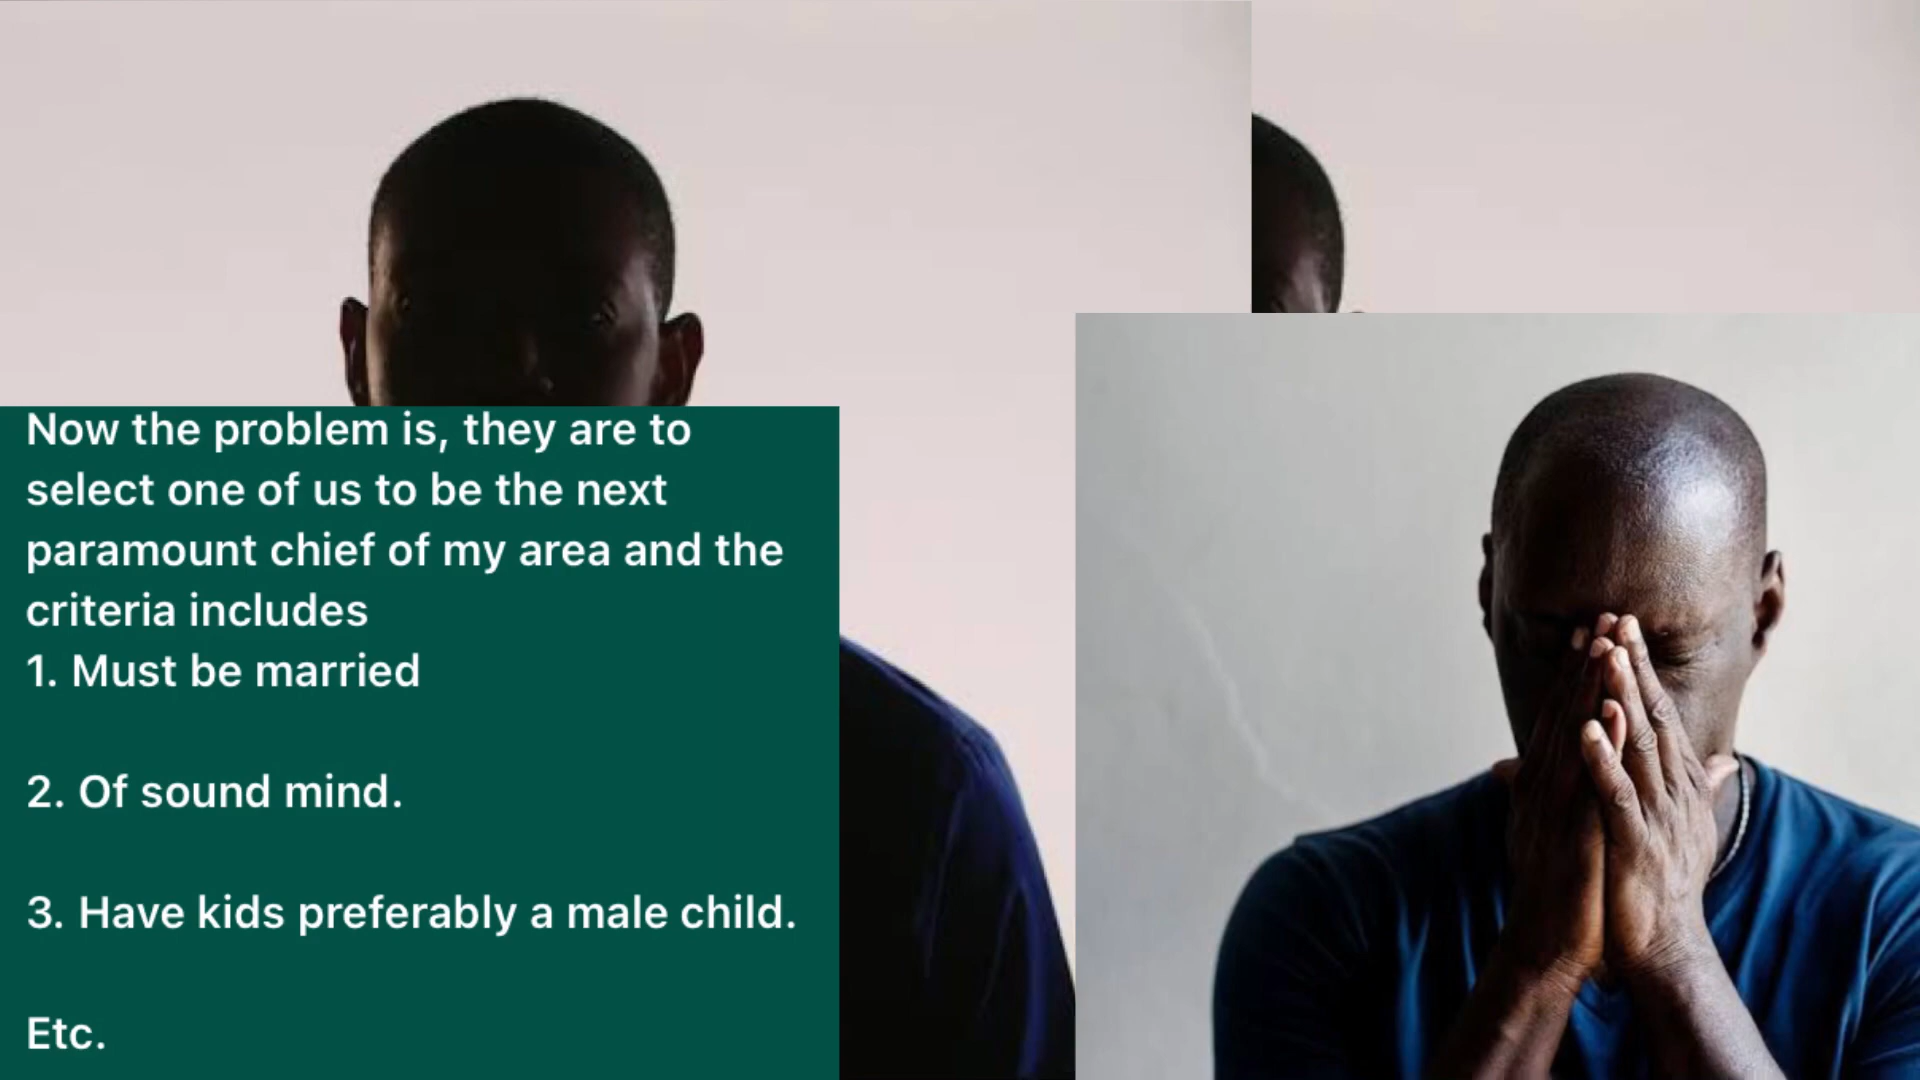 Now the problem is, they are to
select one of us to be the next
paramount chief of my area and the
criteria includes
1. Must be married
2. Of sound mind.
3. Have kids preferably a male child.
Etc.